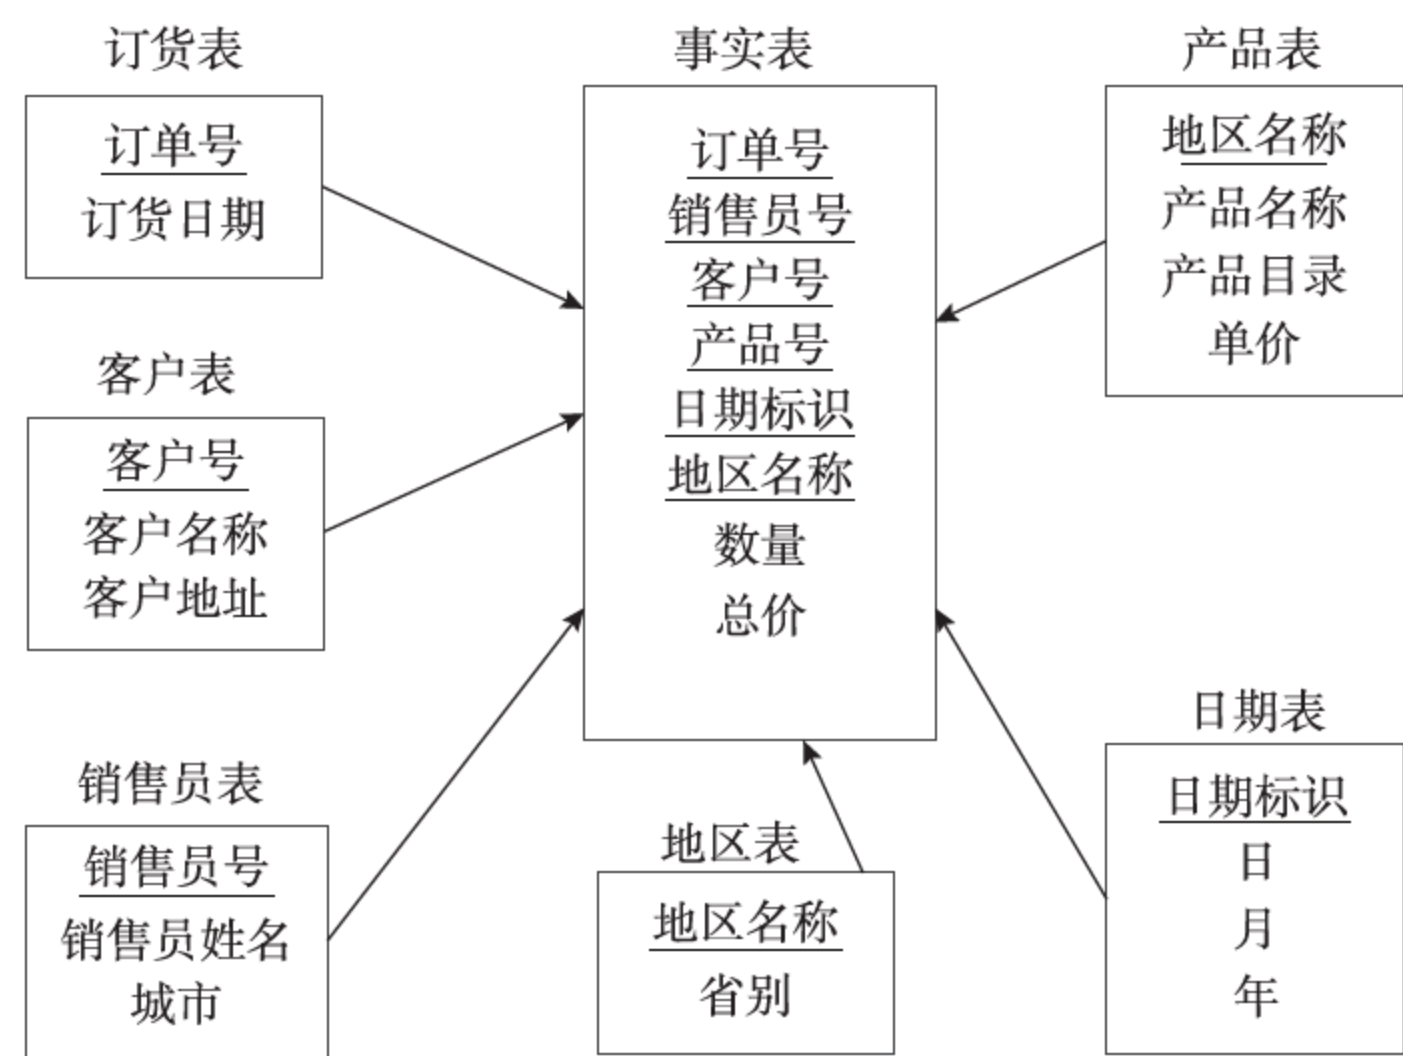 订货表
订单号
订货日期
客户表
客户号
客户名称
客户地址
销售员表
销售员号
销售员姓名
城市
事实表
订单号
销售员号
客户号
产品号
日期标识
地区名称
数量
总价
地区表
地区名称
省别
产品表
地区名称
产品名称
产品目录
单价
日期表
日期标识
日
月
年